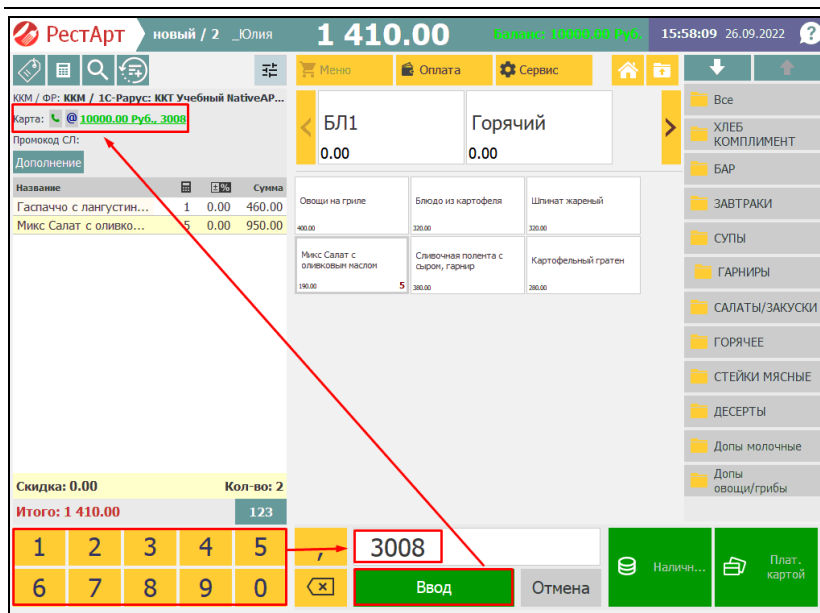 РестАрт
новый / 2 _Юлия
1 410.00
Баланс: 10000.00 Руб.
15:58:09 26.09.2022 ?
Меню
Оплата
Сервис
ККМ / ФР: ККМ / 1С-Рарус: ККТ Учебный NativeAP...
Карта: @ 10000.00 Руб., 3008
Промокод СЛ:
Дополнение
Название % Сумма
Гаспаччо с лангустин... 1 0.00 460.00
Микс Салат с оливко... 5 0.00 950.00
Скидка: 0.00 Кол-во: 2
Итого: 1 410.00 123
1 2 3 4 5
6 7 8 9 0
БЛ1
0.00
Горячий
0.00
Овощи на гриле
400.00
Блюдо из картофеля
320.00
Шпинат жареный
320.00
Микс Салат с
оливковым маслом
190.00 5
Сливочная полента с
сыром, гарнир
380.00
Картофельный гратен
280.00
, 3008
Ввод
Отмена
Наличн...
Плат.
картой
Все
ХЛЕБ
КОМПЛИМЕНТ
БАР
ЗАВТРАКИ
СУПЫ
ГАРНИРЫ
САЛАТЫ/ЗАКУСКИ
ГОРЯЧЕЕ
СТЕЙКИ МЯСНЫЕ
ДЕСЕРТЫ
Допы молочные
Допы
овощи/грибы